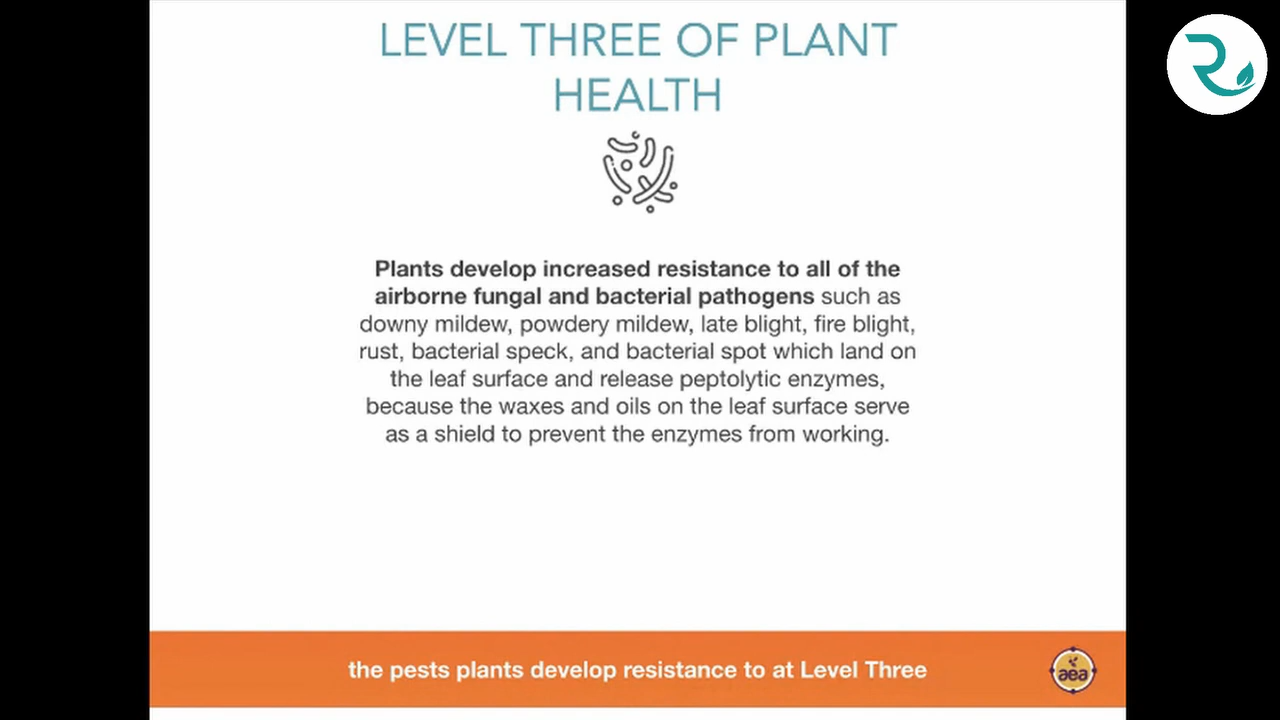 LEVEL THREE OF PLANT
HEALTH
Plants develop increased resistance to all of the
airborne fungal and bacterial pathogens such as
downy mildew, powdery mildew, late blight, fire blight,
rust, bacterial speck, and bacterial spot which land on
the leaf surface and release peptolytic enzymes,
because the waxes and oils on the leaf surface serve
as a shield to prevent the enzymes from working.
the pests plants develop resistance to at Level Three
aea